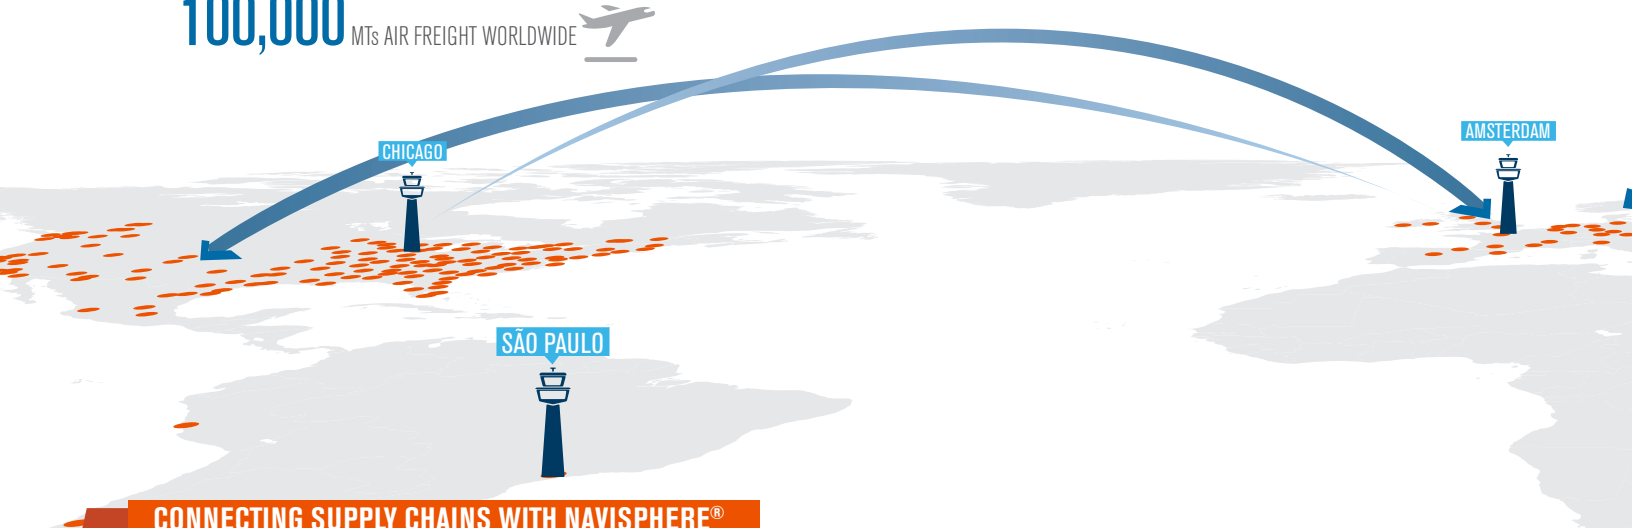 100,000 MTs AIR FREIGHT WORLDWIDE
AMSTERDAM
CHICAGO
SÃO PAULO
CONNECTING SUPPLY CHAINS WITH NAVISPHERE®